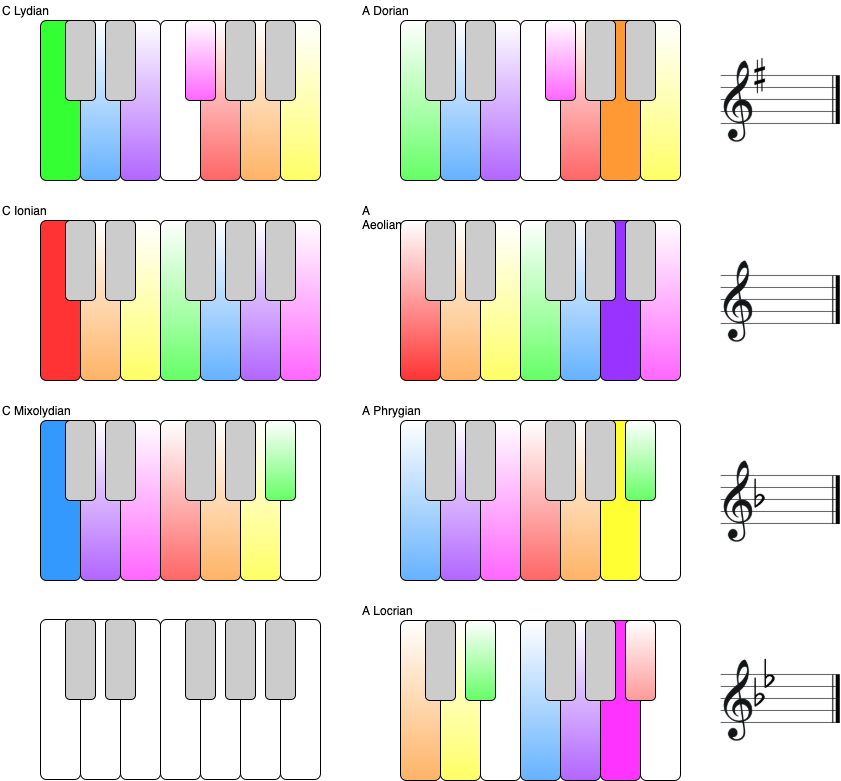 C Lydian
A Dorian
C Ionian
A
Aeolian
C Mixolydian
A Phrygian
A Locrian